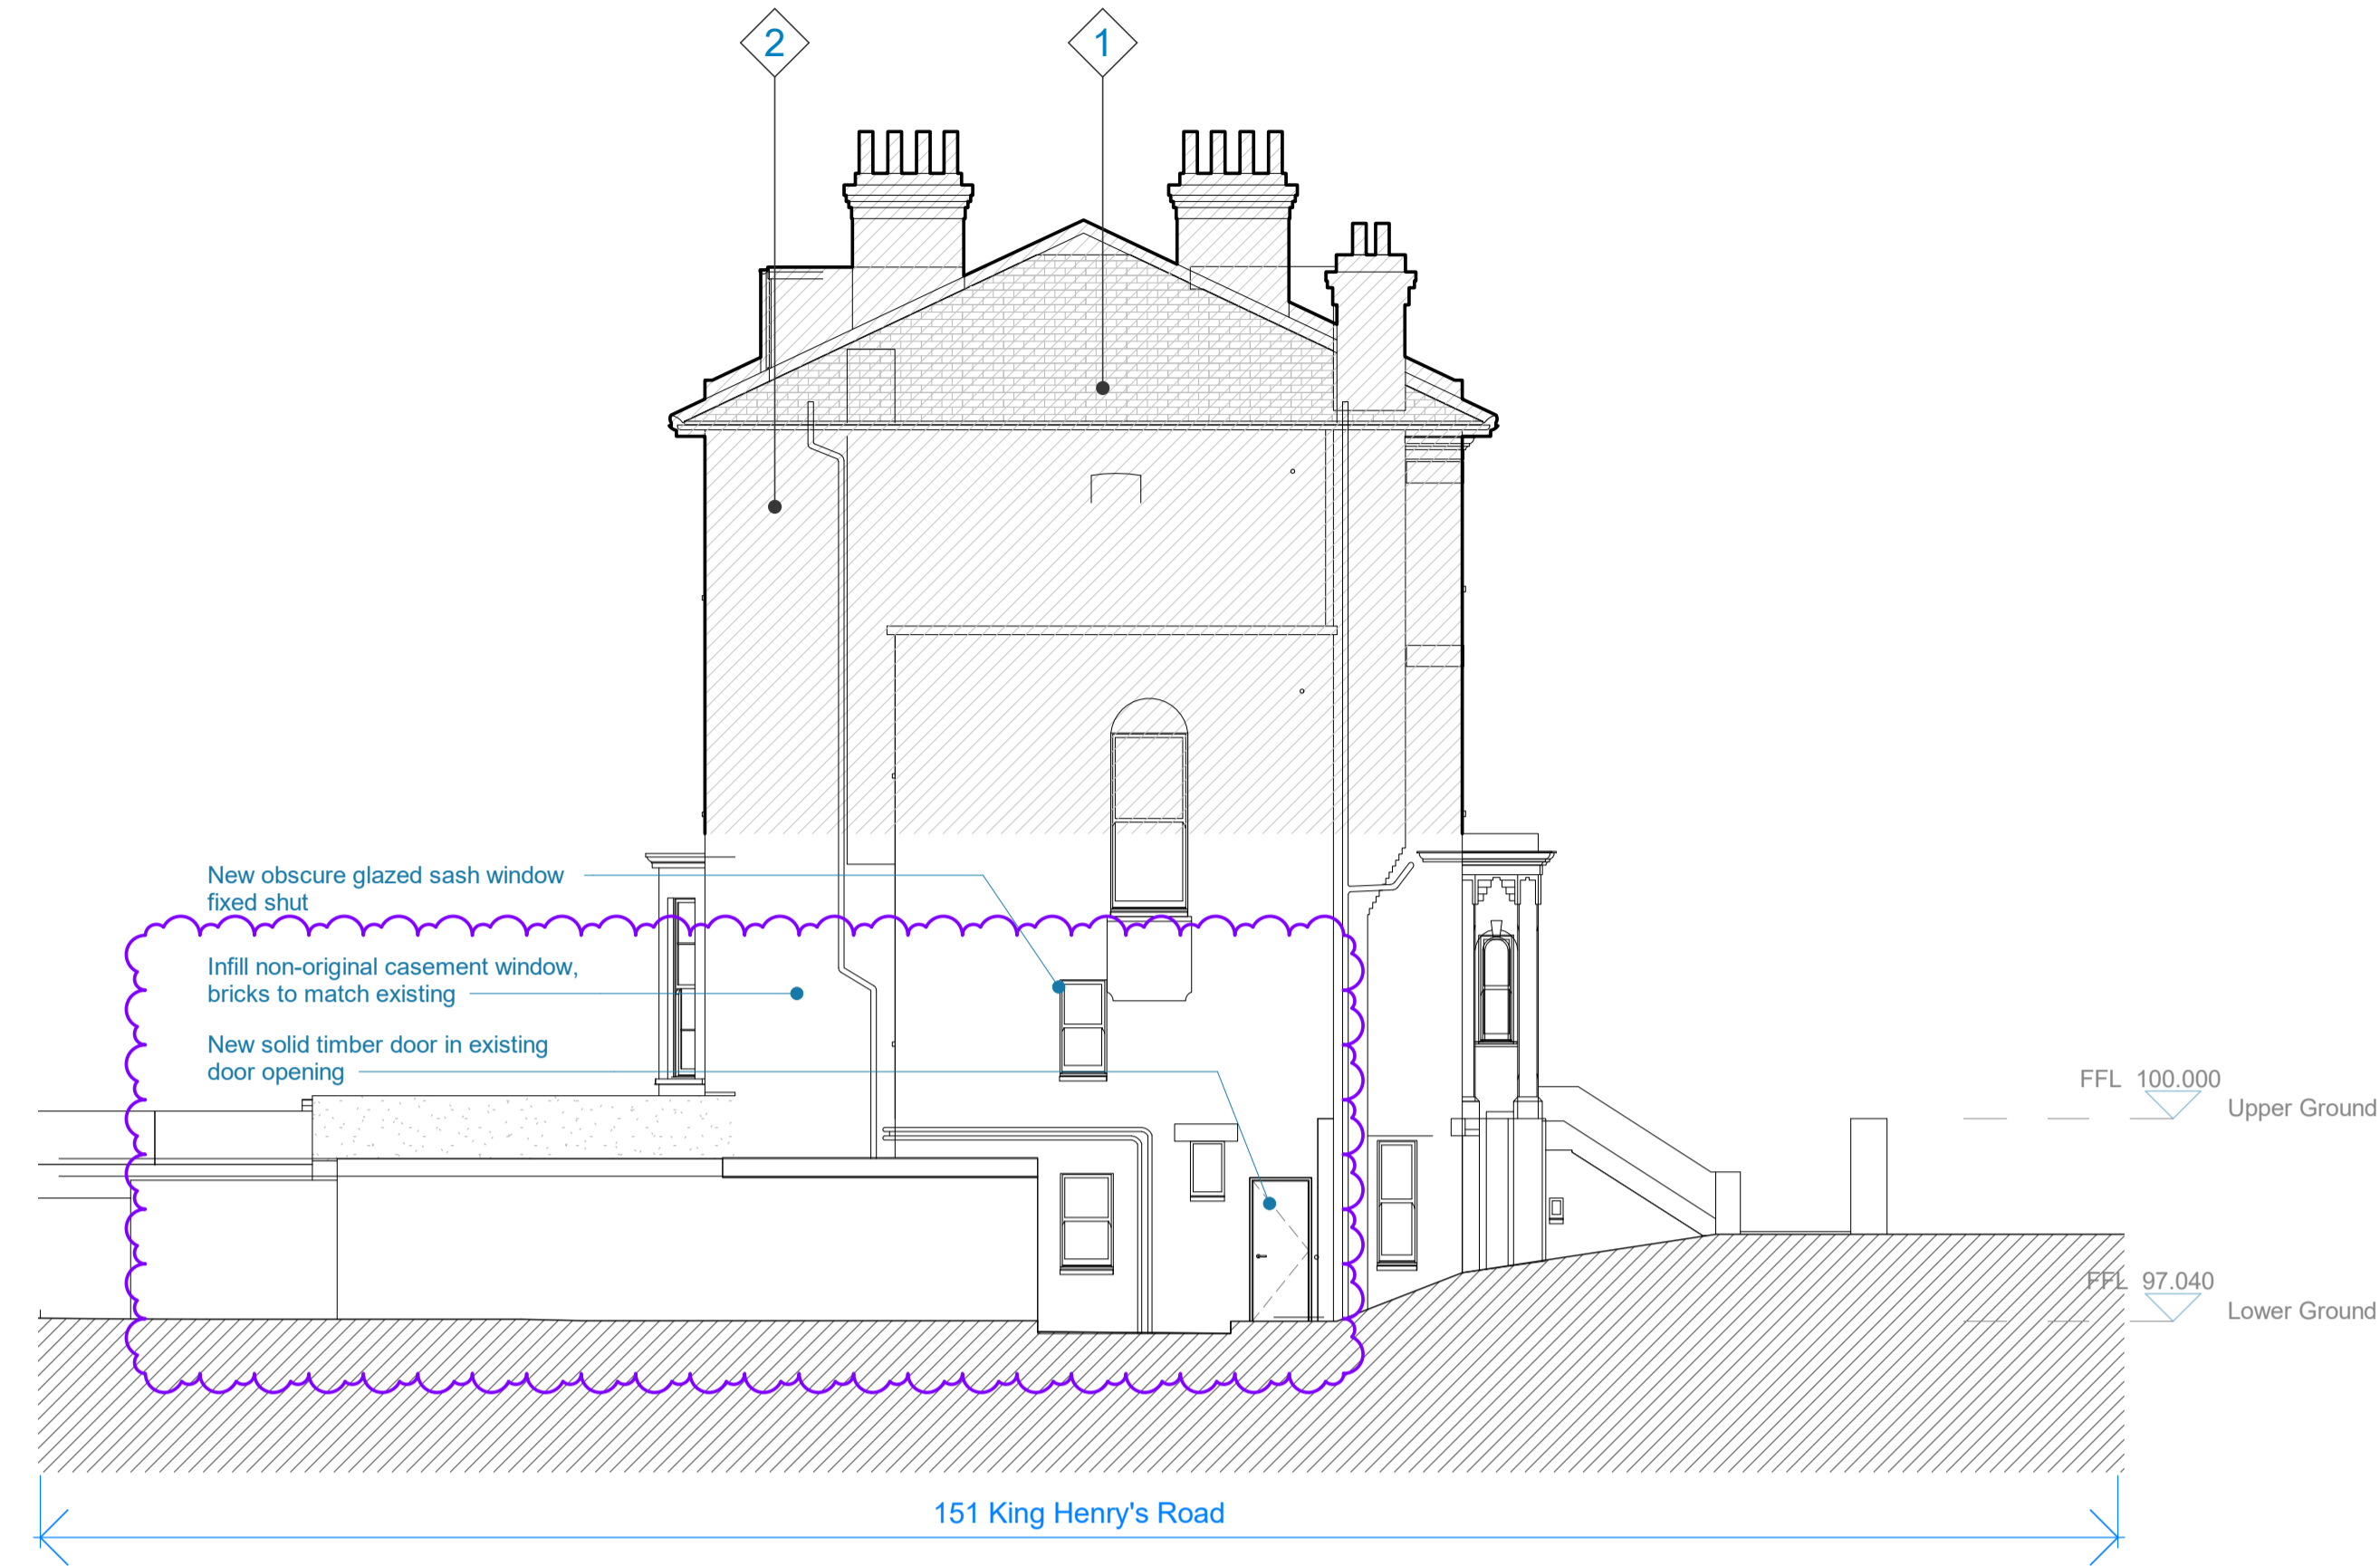 2
1
New obscure glazed sash window
fixed shut
Infill non-original casement window,
bricks to match existing
New solid timber door in existing
door opening
FFL 100.000
Upper Ground
FFL 97.040
Lower Ground
151 King Henry's Road